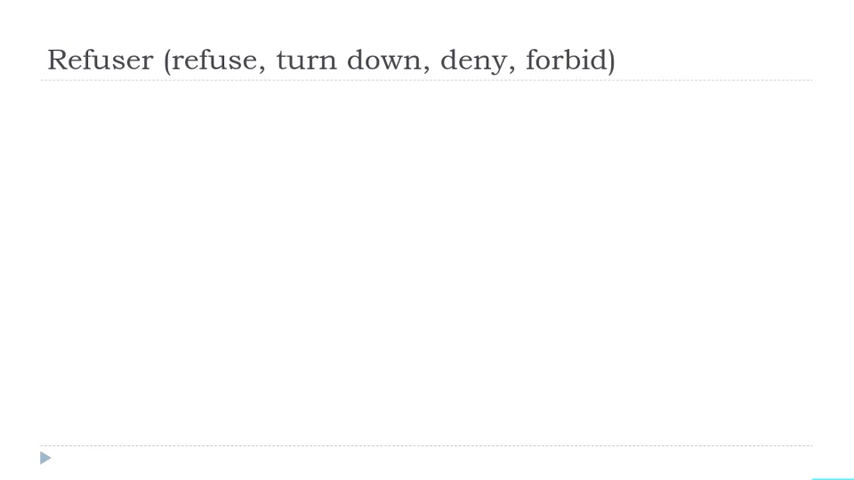 Refuser (refuse, turn down, deny, forbid)